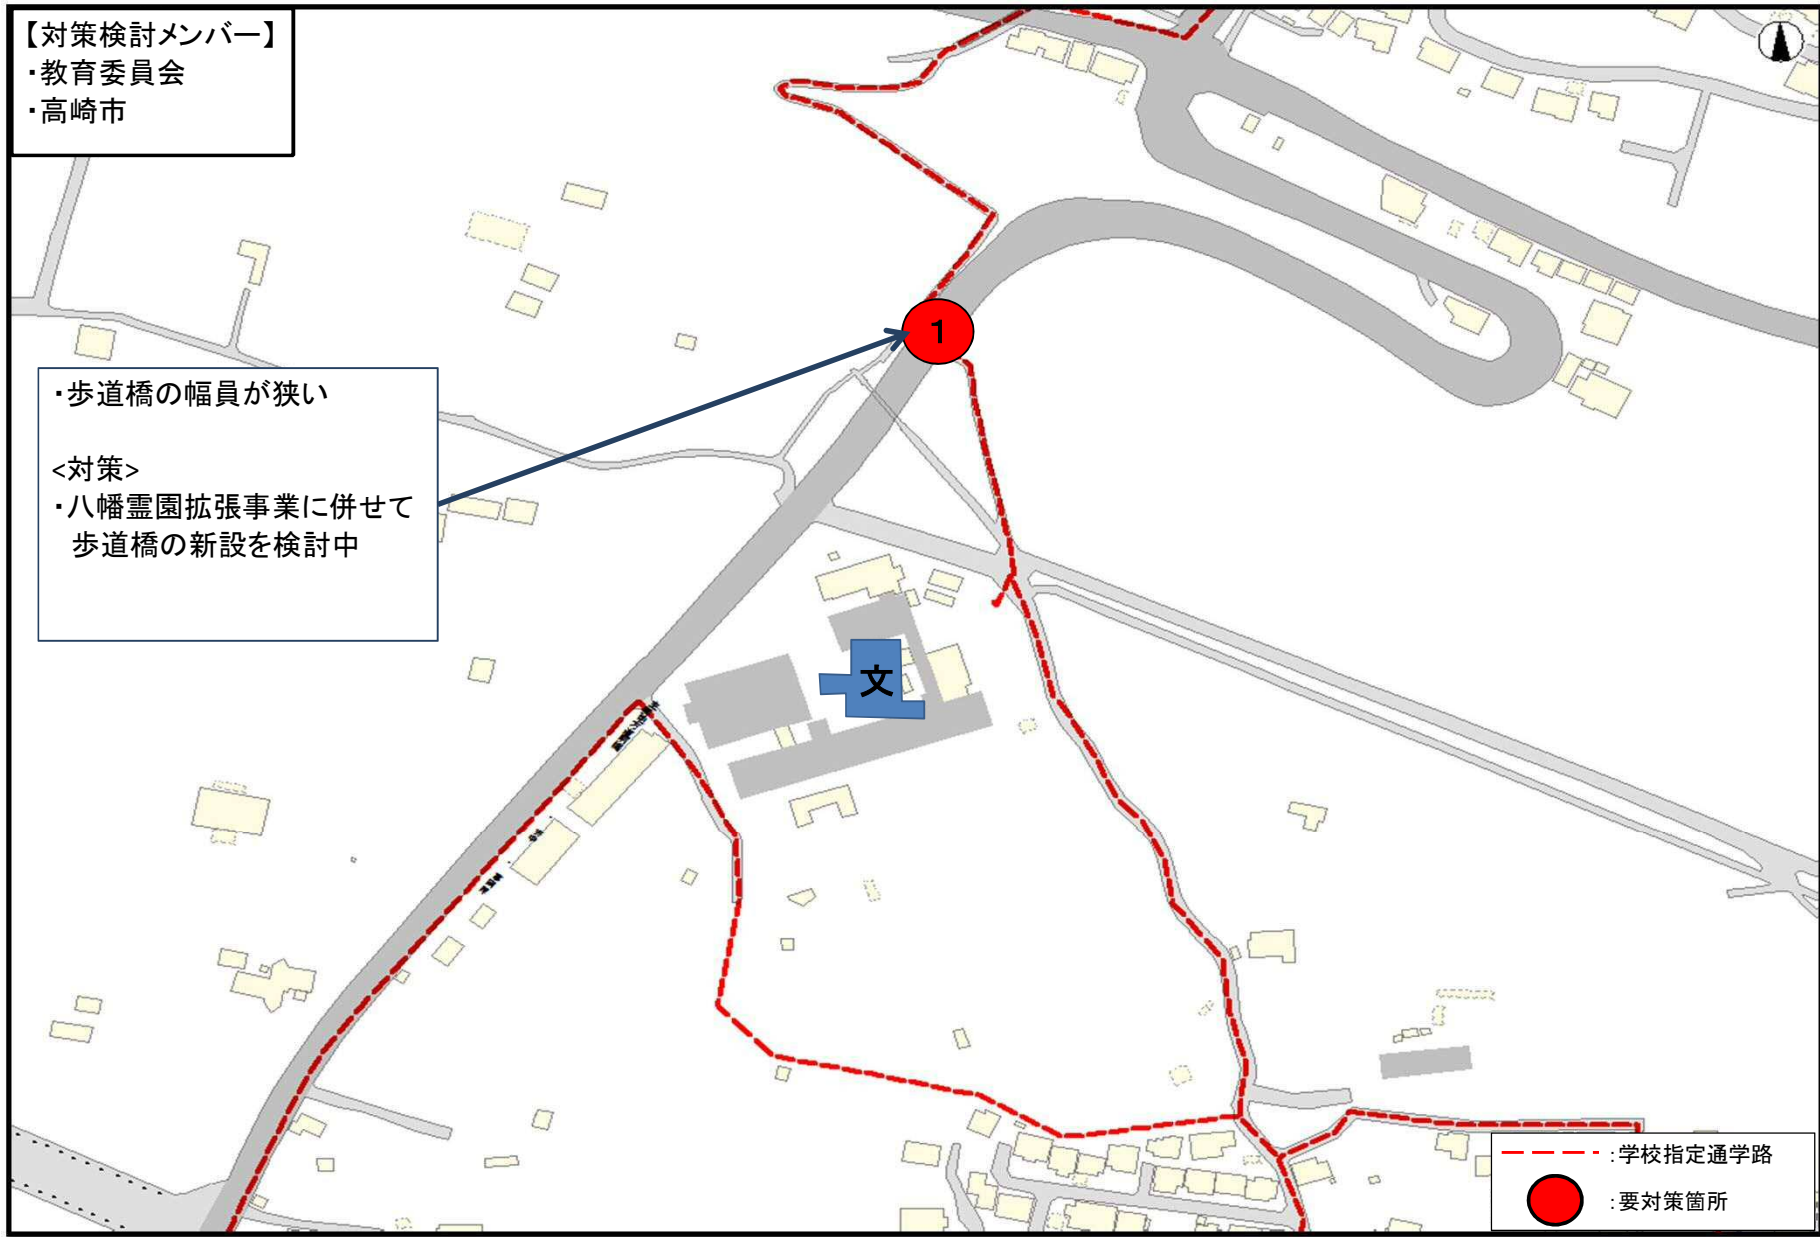 【対策検討メンバー】
・教育委員会
・高崎市
1
・歩道橋の幅員が狭い
<対策>
・八幡霊園拡張事業に併せて
歩道橋の新設を検討中
文
:学校指定通学路
:要対策箇所